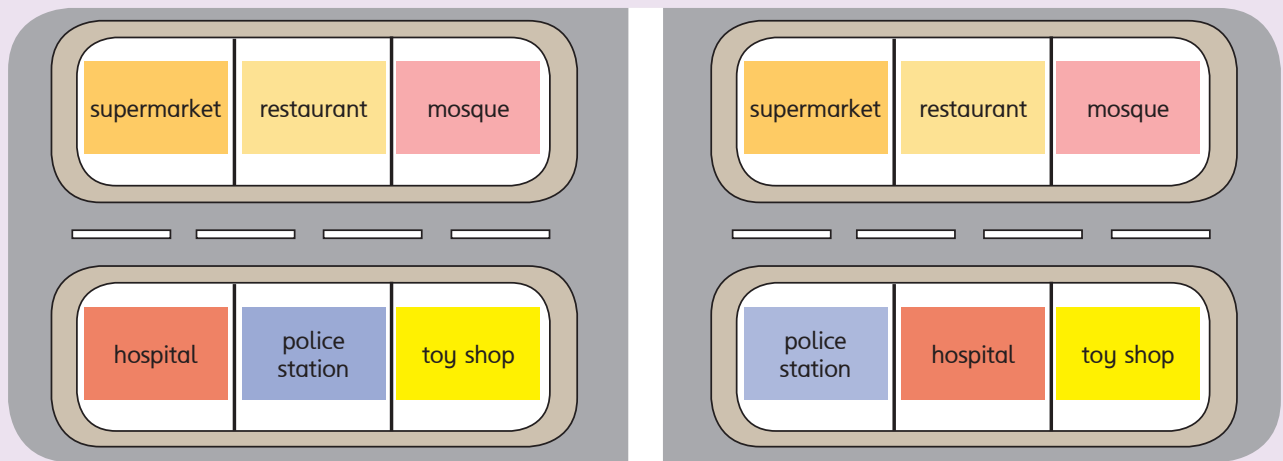 supermarket
restaurant
mosque
hospital
police
station
toy shop
supermarket
restaurant
mosque
police
station
hospital
toy shop